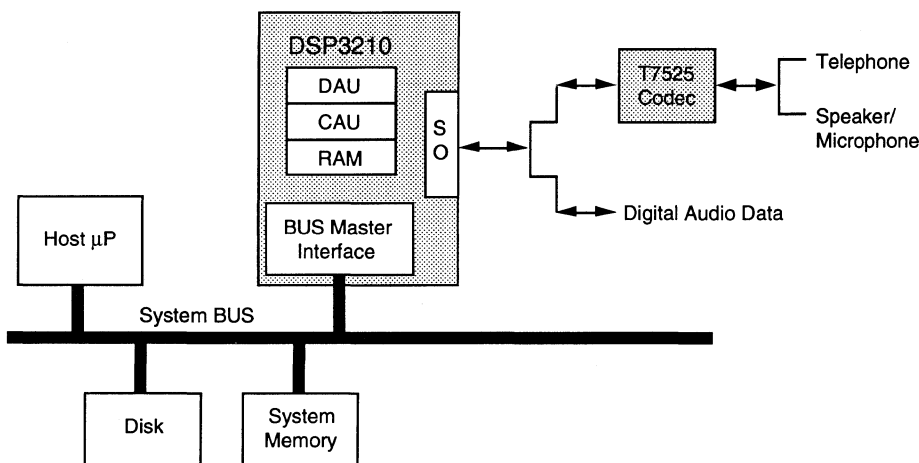 DSP3210
DAU
CAU
RAM
S
O
BUS Master
Interface
T7525
Codec
Telephone
Speaker/
Microphone
Digital Audio Data
Host μP
System BUS
Disk
System
Memory